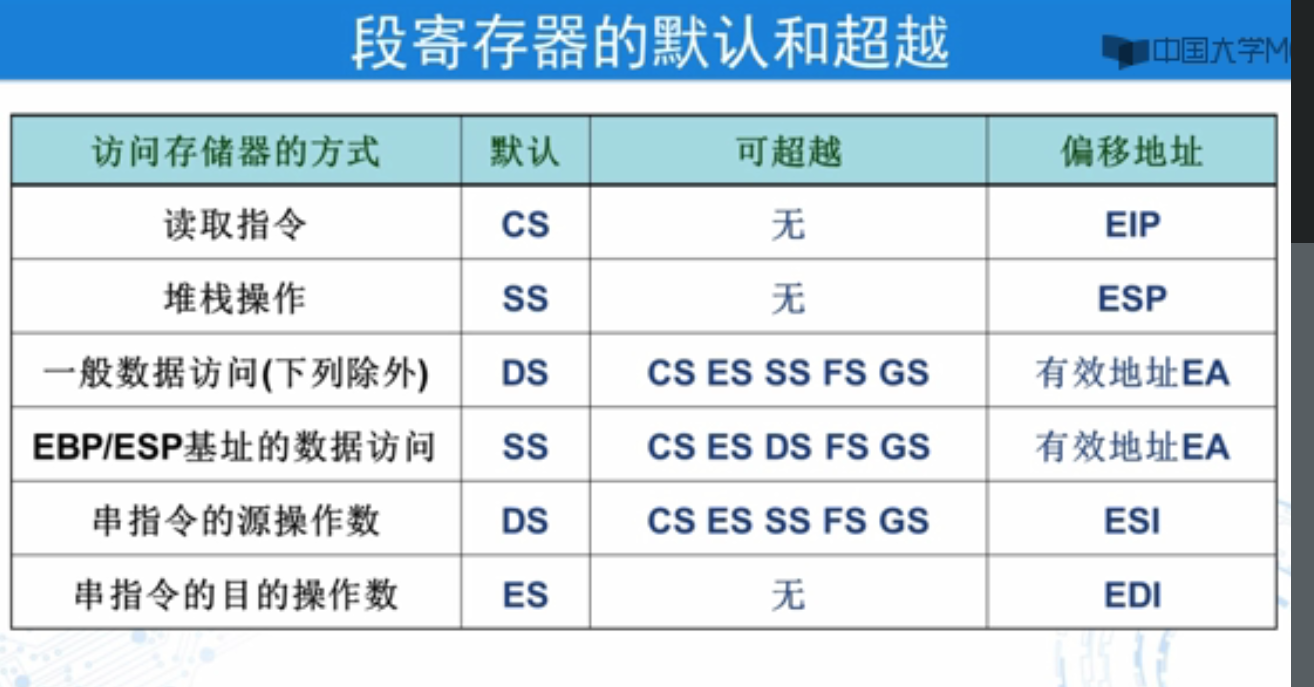 段寄存器的默认和超越
中国大学M
访问存储器的方式 默认 可超越 偏移地址
读取指令 CS 无 EIP
堆栈操作 SS 无 ESP
一般数据访问(下列除外) DS CS ES SS FS GS 有效地址EA
EBP/ESP基址的数据访问 SS CS ES DS FS GS 有效地址EA
串指令的源操作数 DS CS ES SS FS GS ESI
串指令的目的操作数 ES 无 EDI